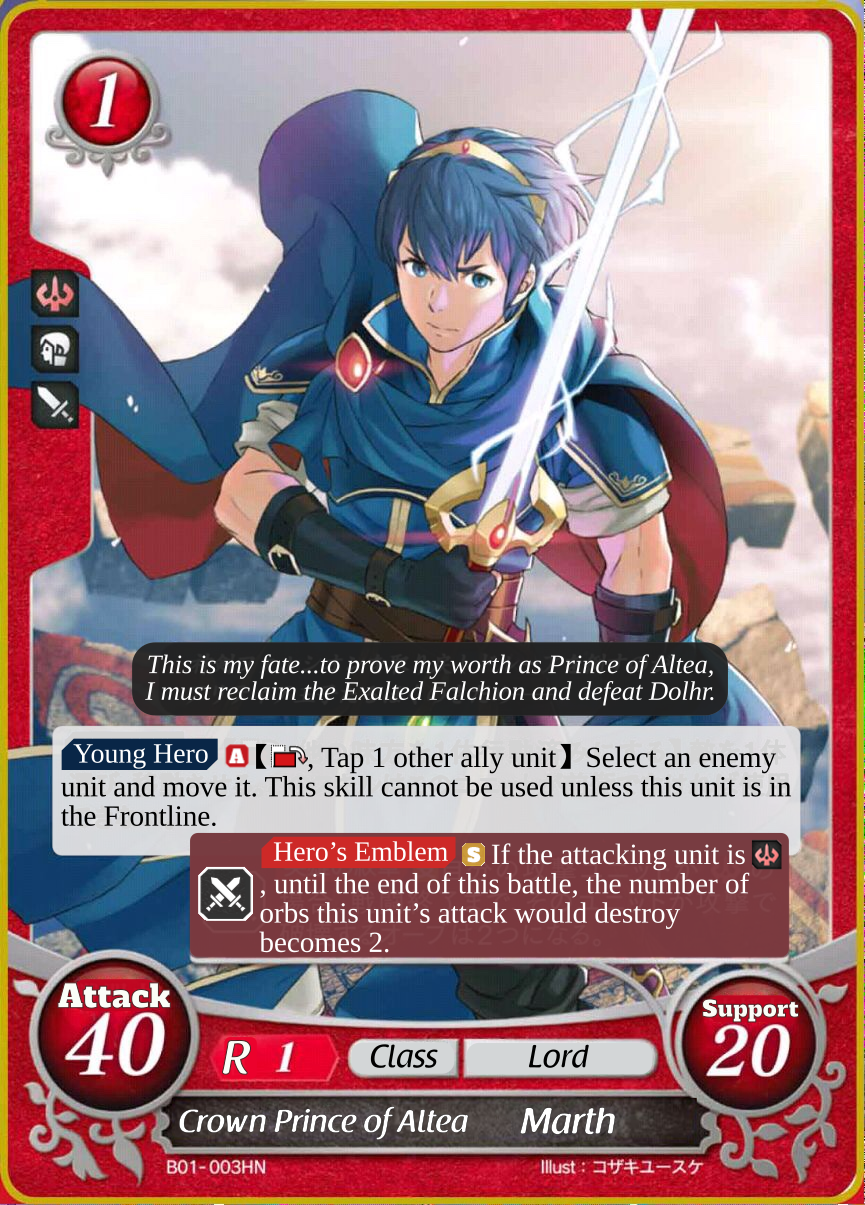 1
This is my fate...to prove my worth as Prince of Altea,
I must reclaim the Exalted Falchion and defeat Dolhr.
Young Hero A【 , Tap 1 other ally unit】Select an enemy
unit and move it. This skill cannot be used unless this unit is in
the Frontline.
Hero's Emblem S If the attacking unit is
, until the end of this battle, the number of
orbs this unit's attack would destroy
becomes 2.
Attack
40
R 1 Class Lord
Support
20
Crown Prince of Altea Marth
B01-003HN Illust : コザキユースケ